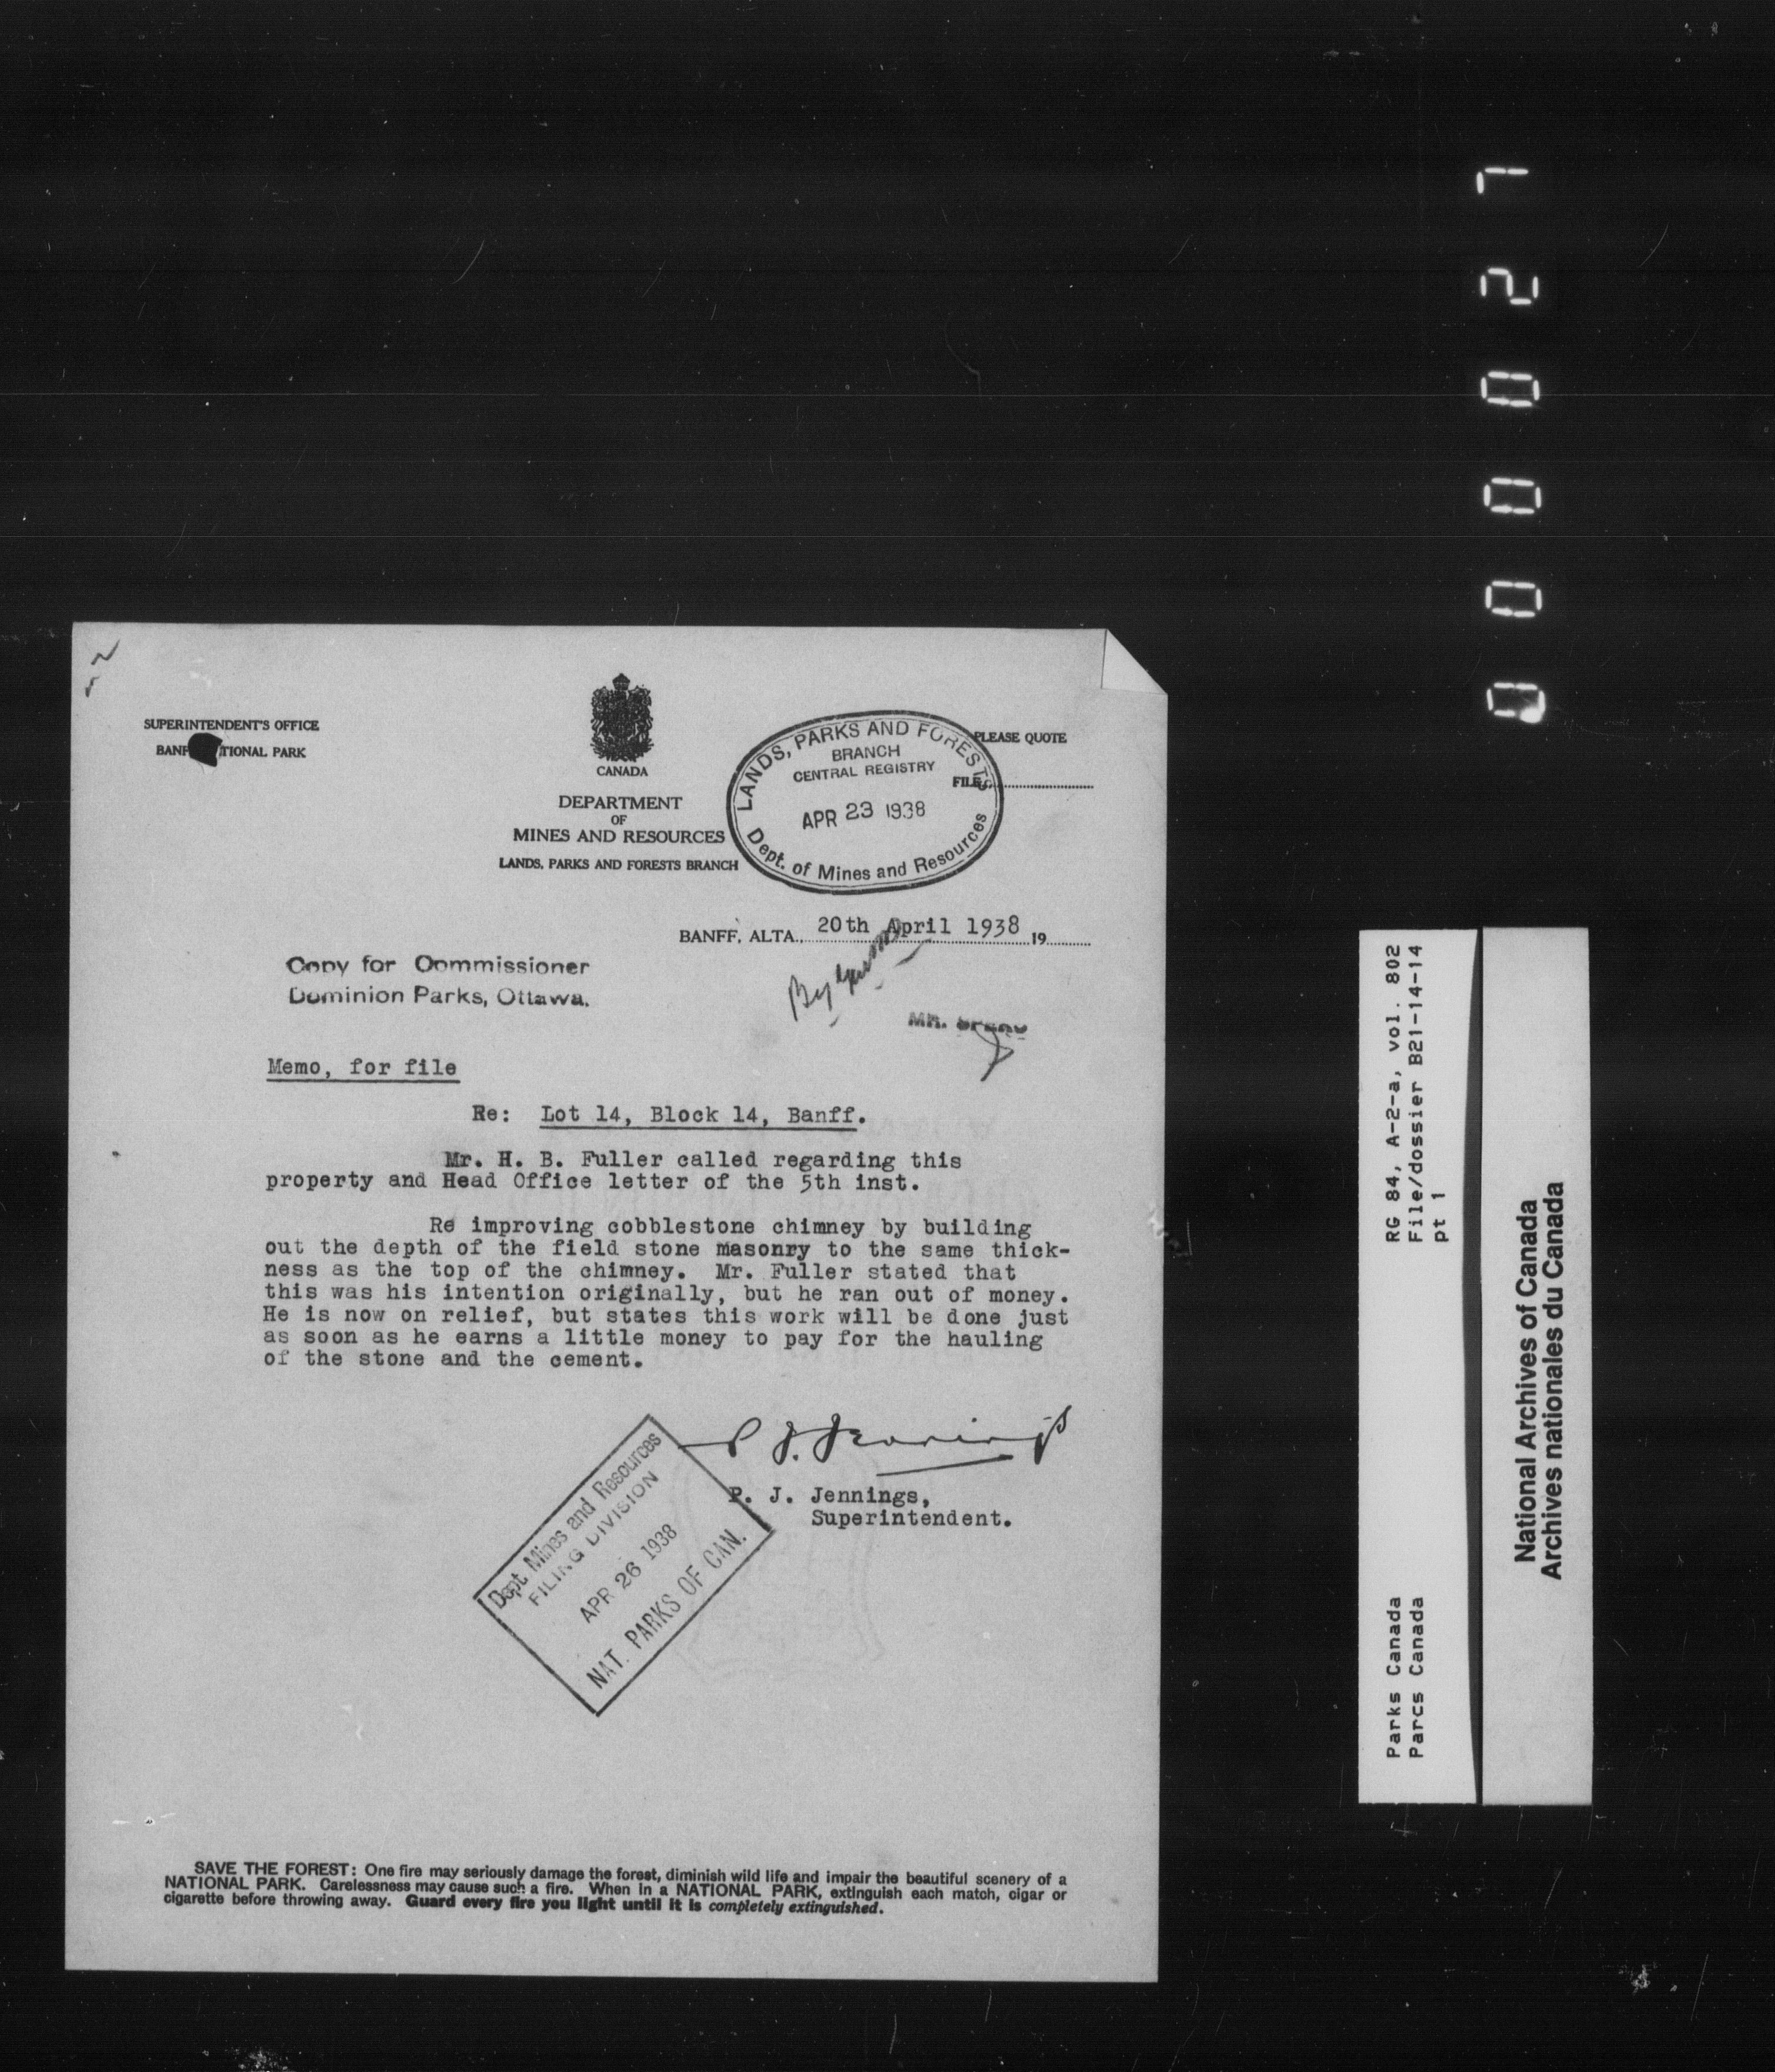 SUPERINTENDENT'S OFFICE
BANF TIONAL PARK
CANADA
DEPARTMENT
OF
MINES AND RESOURCES
LANDS, PARKS AND FORESTS BRANCH
LANDS, PARKS AND FORESTS
BRANCH
CENTRAL REGISTRY
APR 23 1938
Dept. of Mines and Resources
PLEASE QUOTE
FILE
BANFF, ALTA., 20th April 1938 19
Copy for Commissioner
Dominion Parks, Ottawa.
MR.
Memo, for file
Re: Lot 14, Block 14, Banff.
Mr. H. B. Fuller called regarding this
property and Head Office letter of the 5th inst.
Re improving cobblestone chimney by building
out the depth of the field stone masonry to the same thick-
ness as the top of the chimney. Mr. Fuller stated that
this was his intention originally, but he ran out of money.
He is now on relief, but states this work will be done just
as soon as he earns a little money to pay for the hauling
of the stone and the cement.
P J. Jennings
P. J. Jennings,
Superintendent.
Dept Mines and Resources
FILING DIVISION
APR 26 1938
NAT. PARKS OF CAN.
SAVE THE FOREST: One fire may seriously damage the forest, diminish wild life and impair the beautiful scenery of a
NATIONAL PARK. Carelessness may cause such a fire. When in a NATIONAL PARK, extinguish each match, cigar or
cigarette before throwing away. Guard every fire you light until it is completely extinguished.
000027
RG 84, A-2-a, vol. 802
File/dossier B21-14-14
pt 1
Parks Canada
Parcs Canada
National Archives of Canada
Archives nationales du Canada